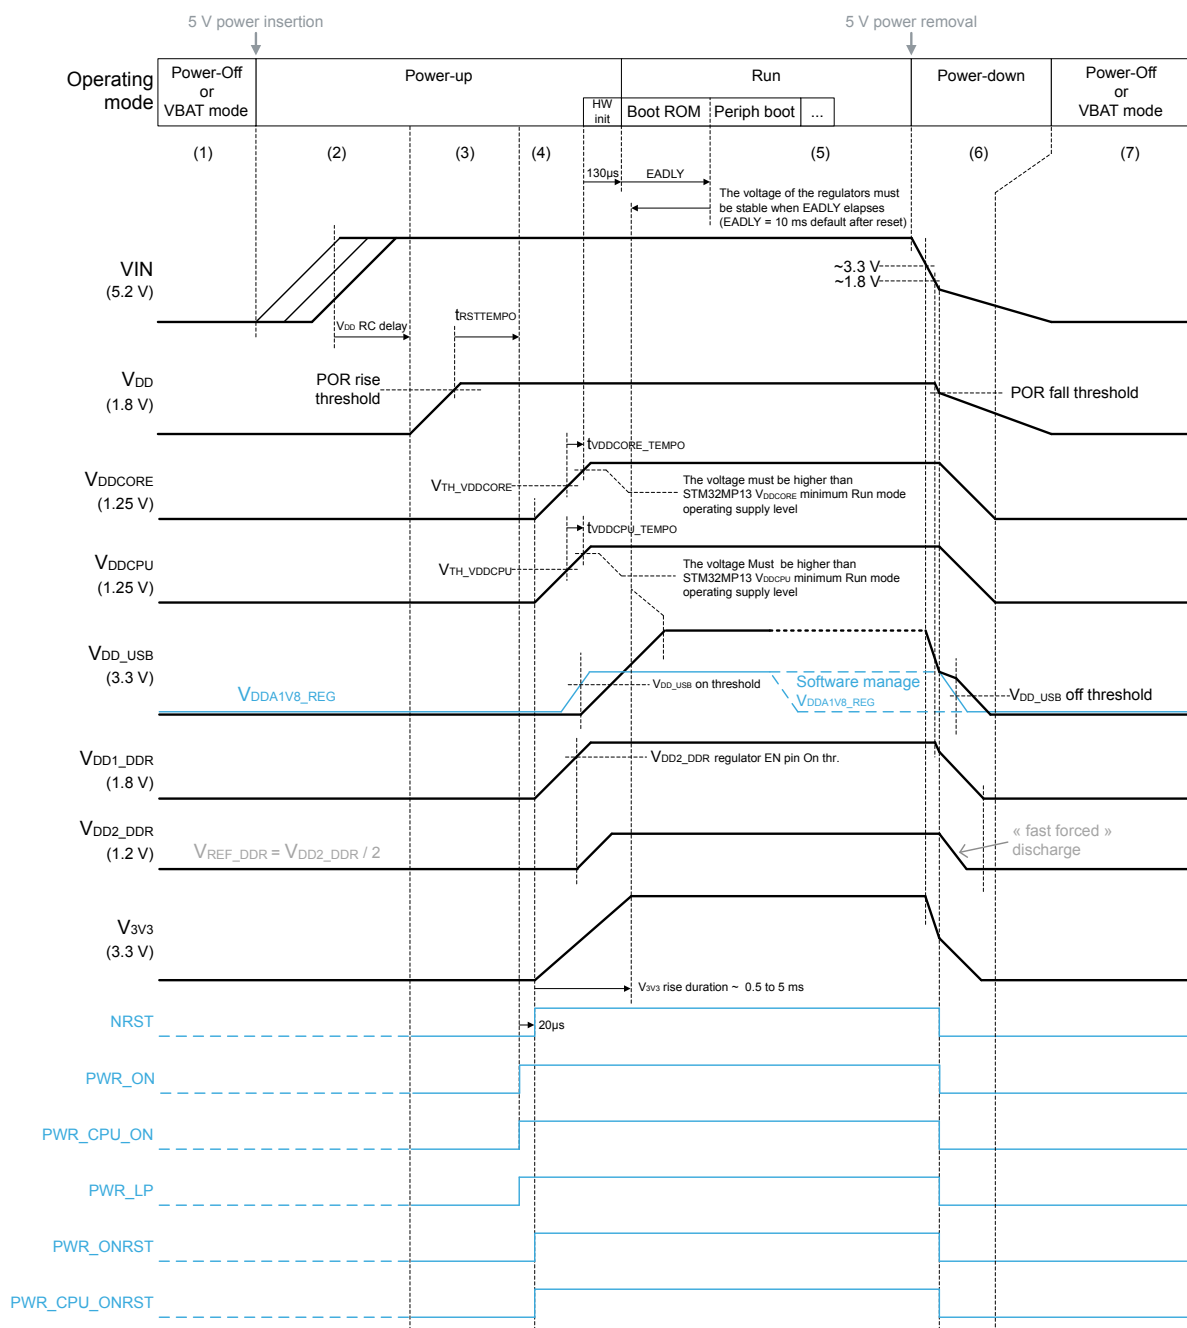 5 V power insertion
5 V power removal
Operating
mode
Power-Off
or
VBAT mode
Power-up
Run
Power-down
Power-Off
or
VBAT mode
HW
init
Boot ROM
Periph boot
...
(1)
(2)
(3)
(4)
(5)
(6)
(7)
130µs
EADLY
The voltage of the regulators must
be stable when EADLY elapses
(EADLY = 10 ms default after reset)
VIN
(5.2 V)
~3.3 V
~1.8 V
VDD RC delay
tRSTTEMPO
VDD
(1.8 V)
POR rise
threshold
POR fall threshold
tVDDCORE_TEMPO
VDDCORE
(1.25 V)
VTH_VDDCORE
The voltage must be higher than
STM32MP13 VDDCORE minimum Run mode
operating supply level
tVDDCPU_TEMPO
VDDCPU
(1.25 V)
VTH_VDDCPU
The voltage Must be higher than
STM32MP13 VDDCPU minimum Run mode
operating supply level
VDD_USB
(3.3 V)
VDDA1V8_REG
VDD_USB on threshold
Software manage
VDDA1V8_REG
VDD_USB off threshold
VDD1_DDR
(1.8 V)
VDD2_DDR regulator EN pin On thr.
VDD2_DDR
(1.2 V)
VREF_DDR = VDD2_DDR / 2
« fast forced »
discharge
V3V3
(3.3 V)
V3V3 rise duration ~ 0.5 to 5 ms
NRST
20µs
PWR_ON
PWR_CPU_ON
PWR_LP
PWR_ONRST
PWR_CPU_ONRST